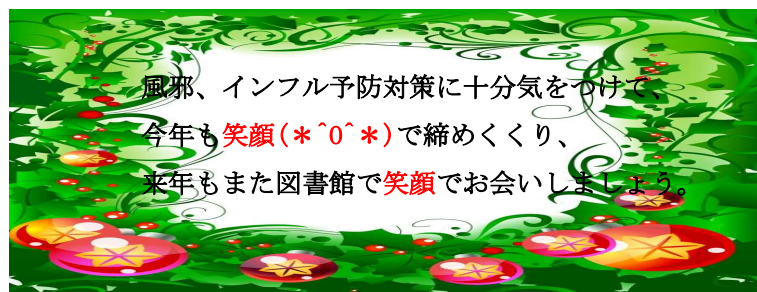 風邪、インフル予防対策に十分気をつけて、
今年も笑顔(＊^O^＊)で締めくくり、
来年もまた図書館で笑顔でお会いしましょう。